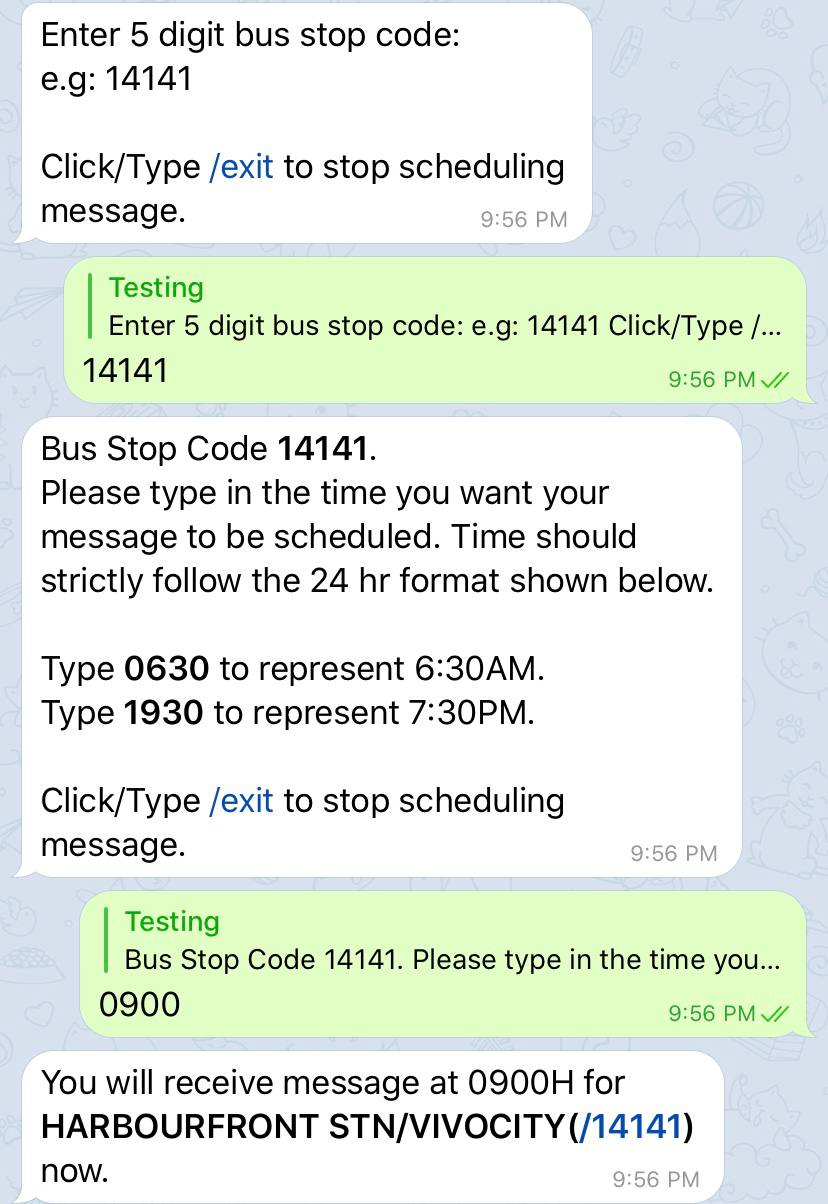 Enter 5 digit bus stop code:
e.g: 14141
Click/Type /exit to stop scheduling
message.
9:56 PM
Testing
Enter 5 digit bus stop code: e.g: 14141 Click/Type /...
14141
9:56 PM
Bus Stop Code 14141.
Please type in the time you want your
message to be scheduled. Time should
strictly follow the 24 hr format shown below.
Type 0630 to represent 6:30AM.
Type 1930 to represent 7:30PM.
Click/Type /exit to stop scheduling
message.
9:56 PM
Testing
Bus Stop Code 14141. Please type in the time you...
0900
9:56 PM
You will receive message at 0900H for
HARBOURFRONT STN/VIVOCITY(/14141)
now.
9:56 PM